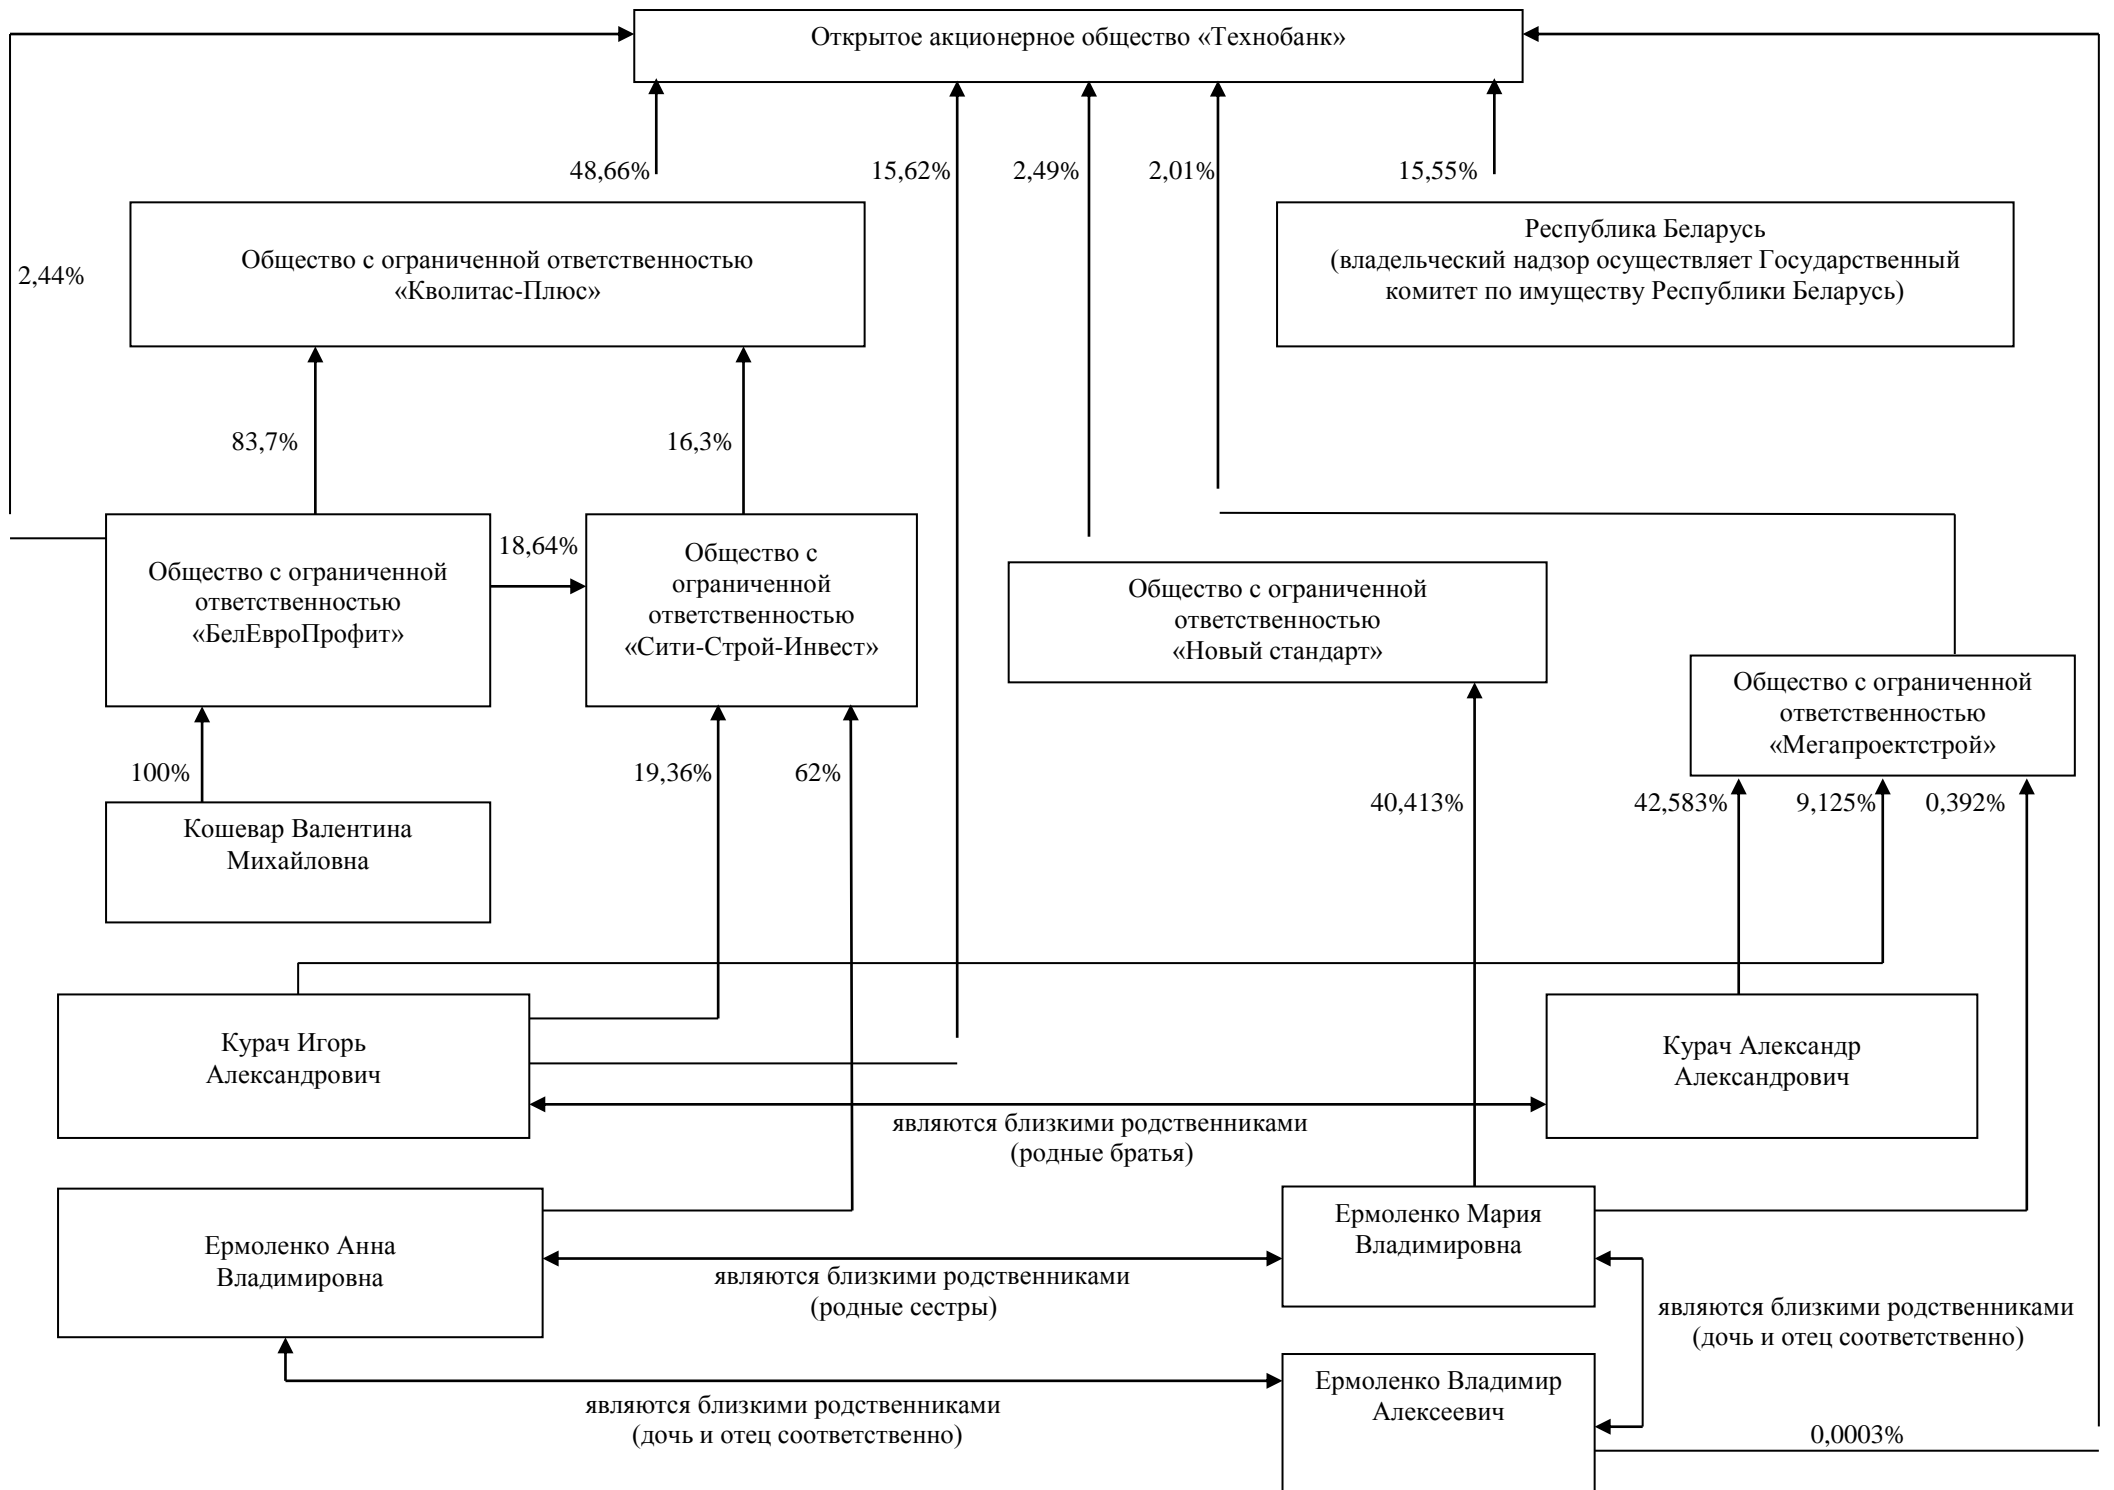 Открытое акционерное общество «Технобанк»
48,66%
15,62%
2,49%
2,01%
15,55%
2,44%
Общество с ограниченной ответственностью
«Кволитас-Плюс»
Республика Беларусь
(владельческий надзор осуществляет Государственный
комитет по имуществу Республики Беларусь)
83,7%
16,3%
Общество с ограниченной
ответственностью
«БелЕвроПрофит»
18,64%
Общество с
ограниченной
ответственностью
«Сити-Строй-Инвест»
Общество с ограниченной
ответственностью
«Новый стандарт»
Общество с ограниченной
ответственностью
«Мегапроектстрой»
100%
19,36%
62%
40,413%
42,583%
9,125%
0,392%
Кошевар Валентина
Михайловна
Курач Игорь
Александрович
Курач Александр
Александрович
являются близкими родственниками
(родные братья)
Ермоленко Анна
Владимировна
Ермоленко Мария
Владимировна
являются близкими родственниками
(родные сестры)
являются близкими родственниками
(дочь и отец соответственно)
Ермоленко Владимир
Алексеевич
являются близкими родственниками
(дочь и отец соответственно)
0,0003%